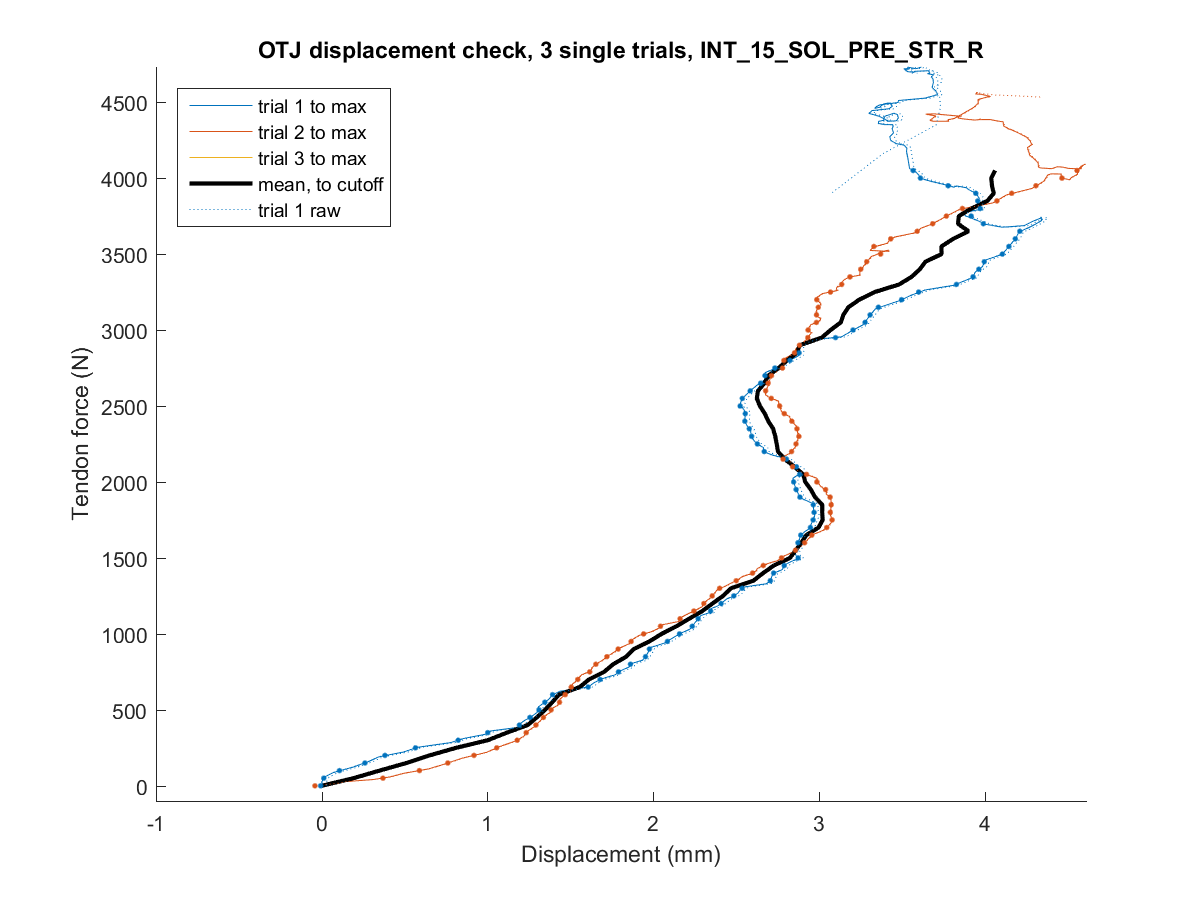 OTJ displacement check, 3 single trials, INT_15_SOL_PRE_STR_R
trial 1 to max
trial 2 to max
trial 3 to max
mean, to cutoff
trial 1 raw
4500
4000
3500
3000
2500
2000
1500
1000
500
0
Tendon force (N)
-1 0 1 2 3 4
Displacement (mm)